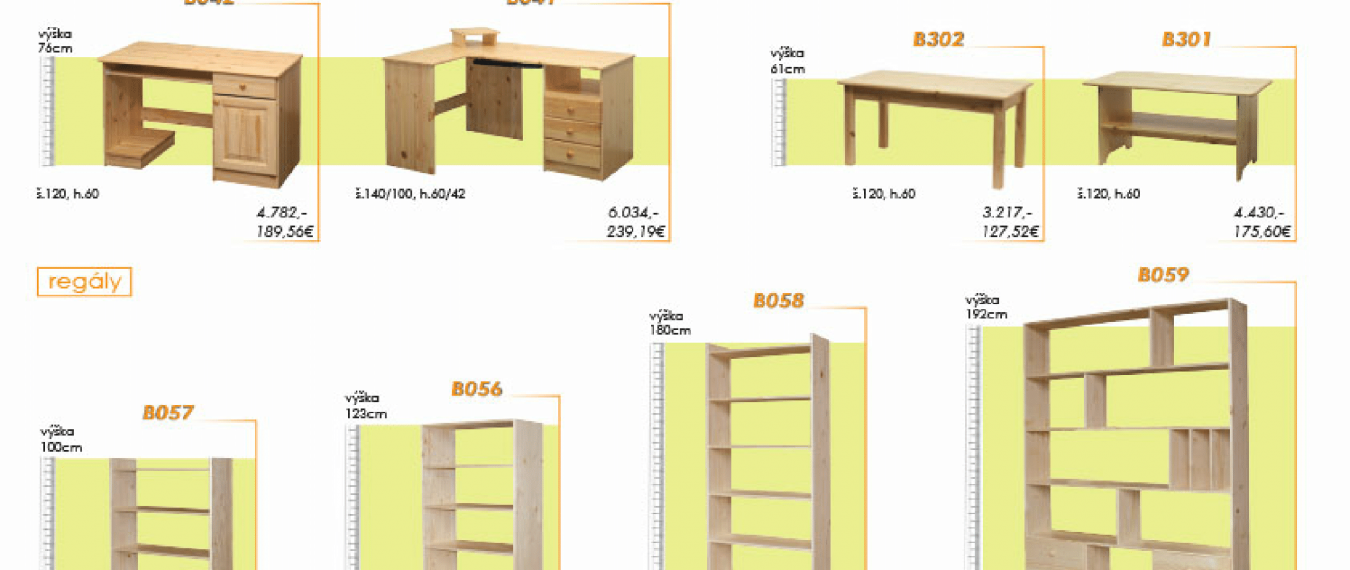 B042
B041
výška
76cm
š.120, h.60
4.782,-
189,56€
š.140/100, h.60/42
6.034,-
239,19€
B302
B301
výška
61cm
š.120, h.60
3.217,-
127,52€
š.120, h.60
4.430,-
175,60€
regály
B057
výška
100cm
B056
výška
123cm
B058
výška
180cm
B059
výška
192cm